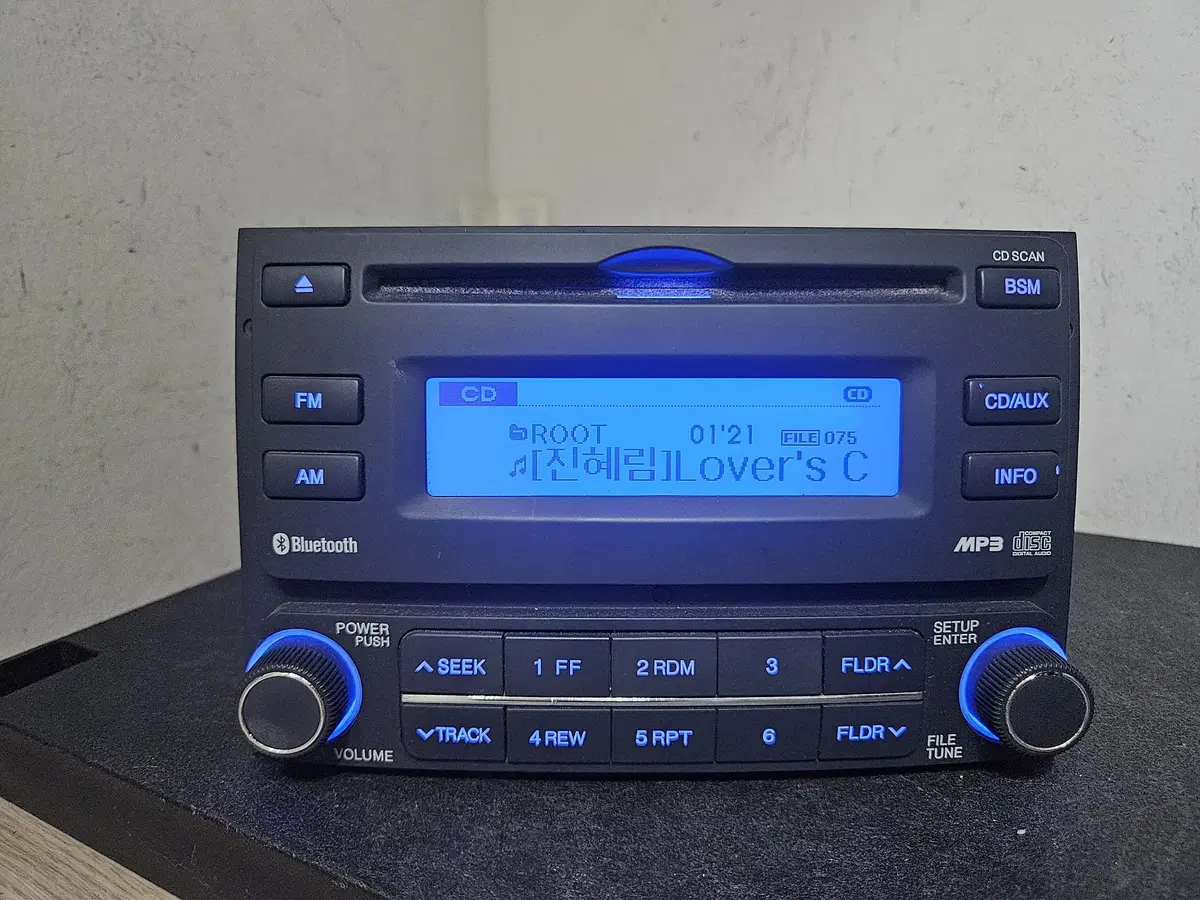 CD SCAN
BSM
FM
CD
CD
CD/AUX
ROOT 01'21 FILE 075
[진혜림]Lover's C
AM
INFO
Bluetooth
MP3
COMPACT
disc
DIGITAL AUDIO
POWER
PUSH
SETUP
ENTER
SEEK
1 FF
2 RDM
3
FLDR
TRACK
4 REW
5 RPT
6
FLDR
VOLUME
FILE
TUNE